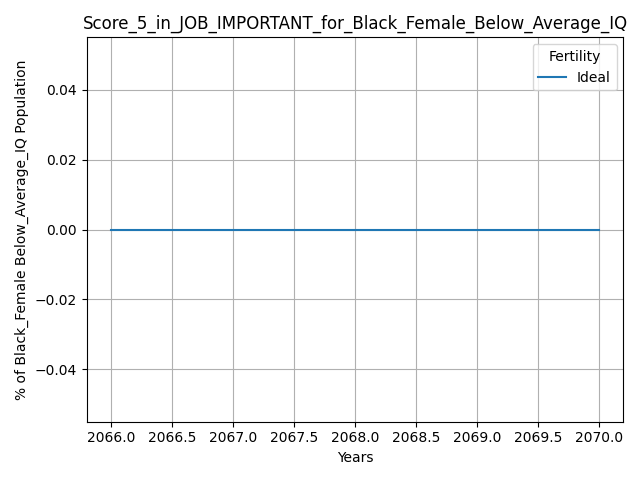 Score_5_in_JOB_IMPORTANT_for_Black_Female_Below_Average_IQ
Fertility
Ideal
% of Black_Female Below_Average_IQ Population
0.04
0.02
0.00
−0.02
−0.04
2066.0 2066.5 2067.0 2067.5 2068.0 2068.5 2069.0 2069.5 2070.0
Years